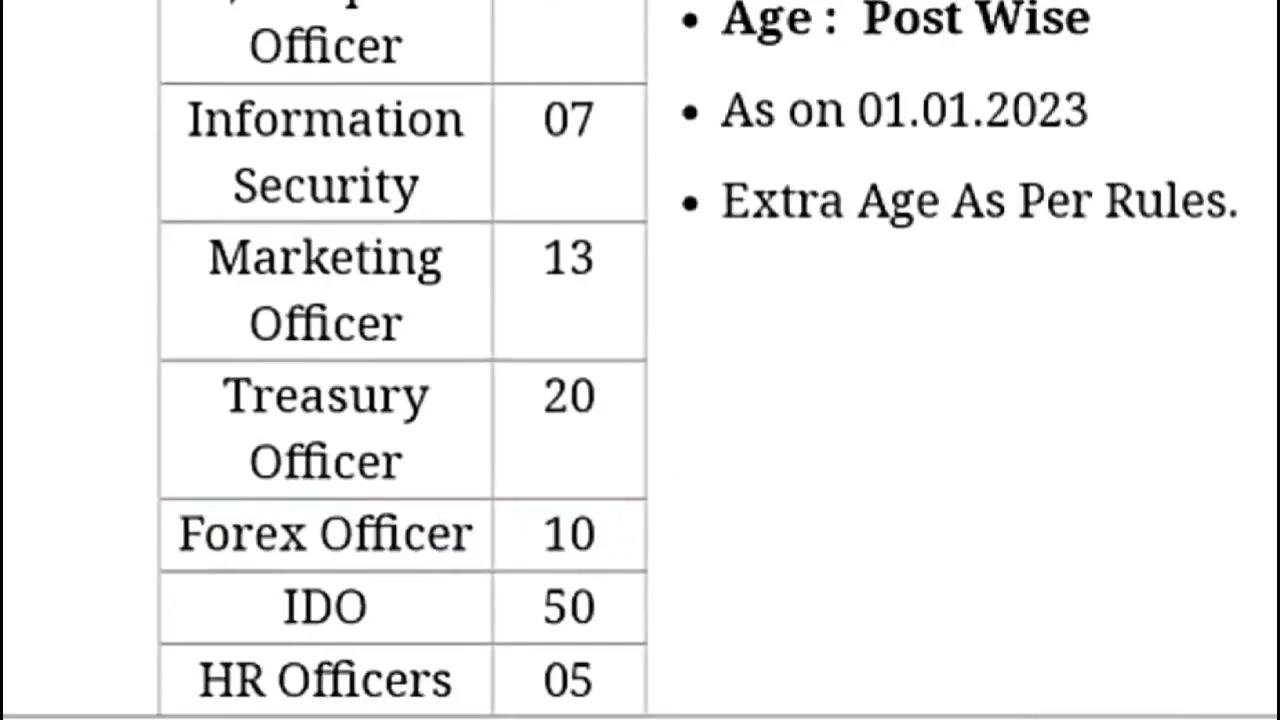 Officer
Information 07
Security
Marketing 13
Officer
Treasury 20
Officer
Forex Officer 10
IDO 50
HR Officers 05
• Age : Post Wise
• As on 01.01.2023
• Extra Age As Per Rules.